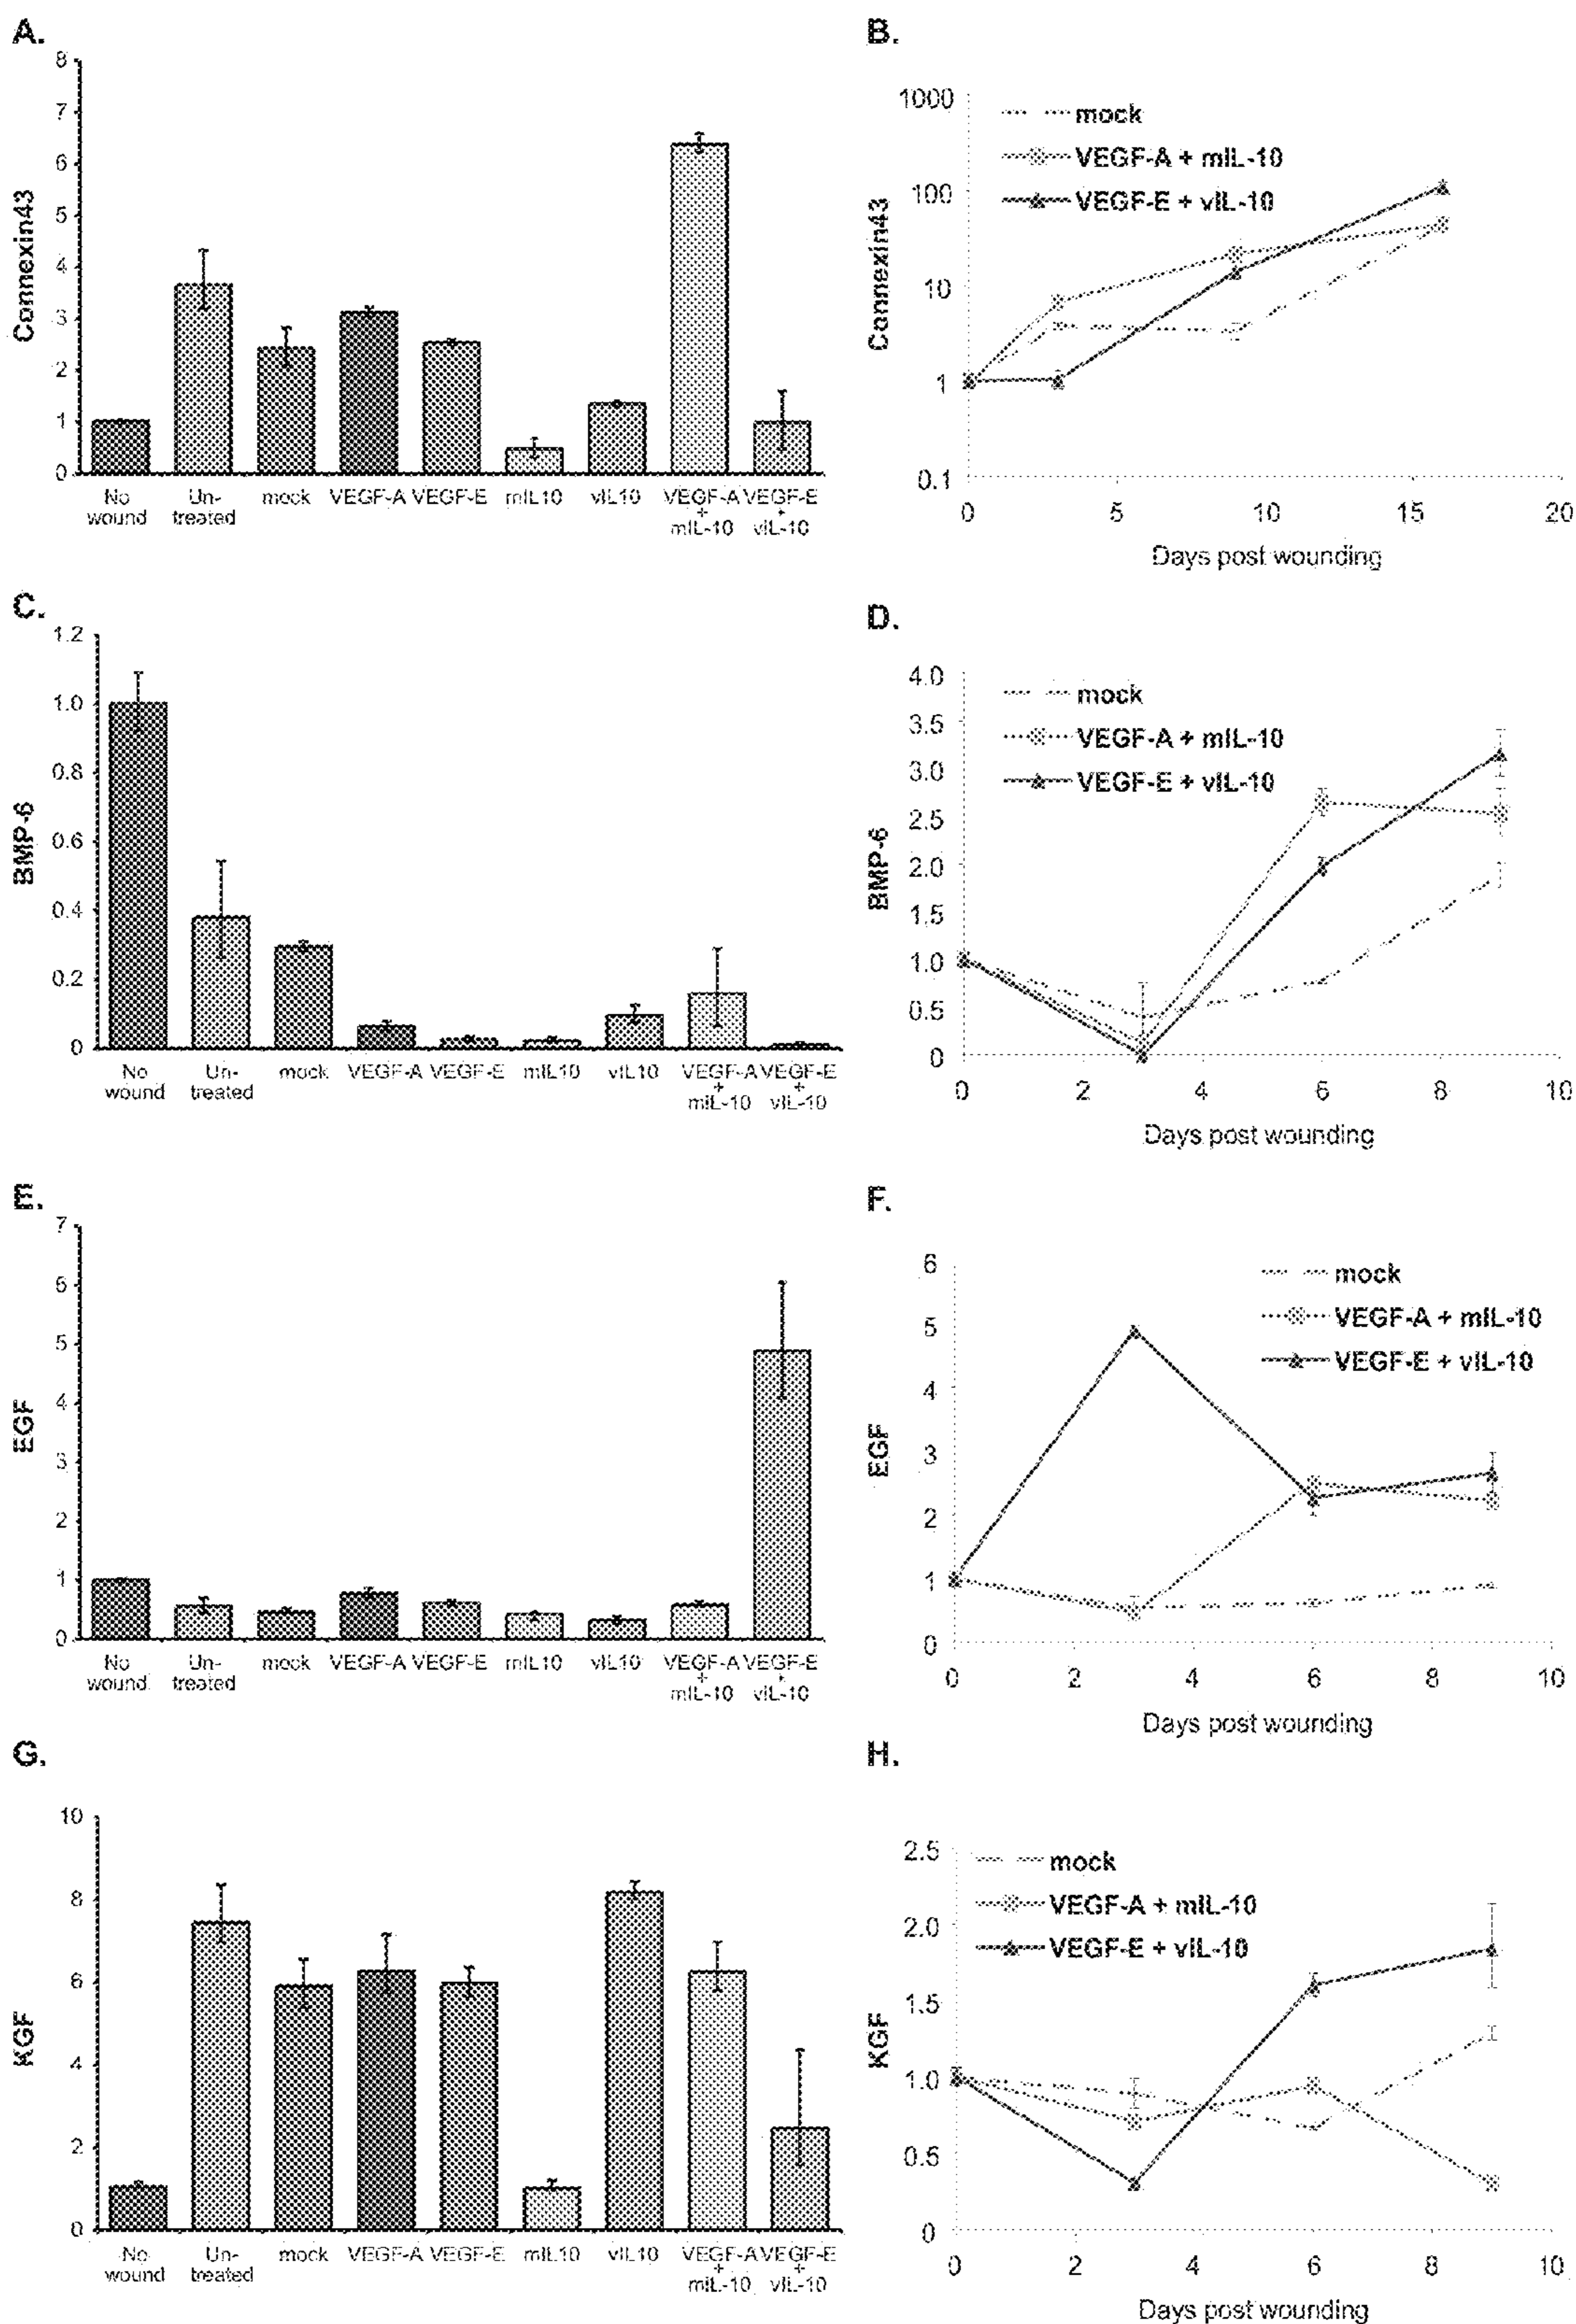 A.
8
7
6
5
4
3
2
1
0
Connexin43
No wound
Un-treated
mock
VEGF-A
VEGF-E
mIL10
vIL10
VEGF-A + mIL-10
VEGF-E + vIL-10
B.
1000
100
10
1
0.1
Connexin43
mock
VEGF-A + mIL-10
VEGF-E + vIL-10
0 5 10 15 20
Days post wounding
C.
1.2
1.0
0.8
0.6
0.4
0.2
0
BMP-6
No wound
Un-treated
mock
VEGF-A
VEGF-E
mIL10
vIL10
VEGF-A + mIL-10
VEGF-E + vIL-10
D.
4.0
3.5
3.0
2.5
2.0
1.5
1.0
0.5
0
BMP-6
mock
VEGF-A + mIL-10
VEGF-E + vIL-10
0 2 4 6 8 10
Days post wounding
E.
7
6
5
4
3
2
1
0
EGF
No wound
Un-treated
mock
VEGF-A
VEGF-E
mIL10
vIL10
VEGF-A + mIL-10
VEGF-E + vIL-10
F.
6
5
4
3
2
1
0
EGF
mock
VEGF-A + mIL-10
VEGF-E + vIL-10
0 2 4 6 8 10
Days post wounding
G.
10
8
6
4
2
0
KGF
No wound
Un-treated
mock
VEGF-A
VEGF-E
mIL10
vIL10
VEGF-A + mIL-10
VEGF-E + vIL-10
H.
2.5
2.0
1.5
1.0
0.5
0
KGF
mock
VEGF-A + mIL-10
VEGF-E + vIL-10
0 2 4 6 8 10
Days post wounding